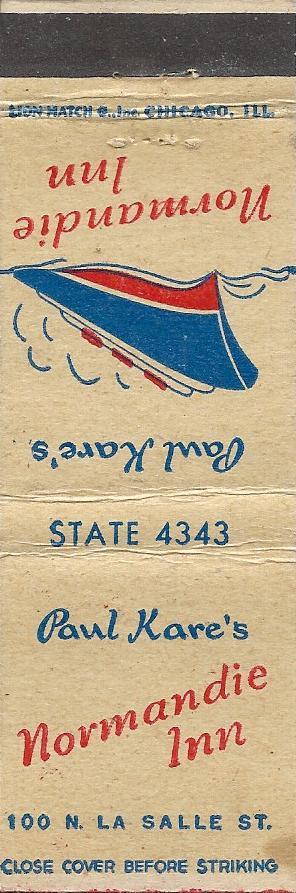 LION MATCH C., Inc. CHICAGO, ILL.
Paul Kare's
Normandie
Inn
STATE 4343
Paul Kare's
Normandie
Inn
100 N. LA SALLE ST.
CLOSE COVER BEFORE STRIKING